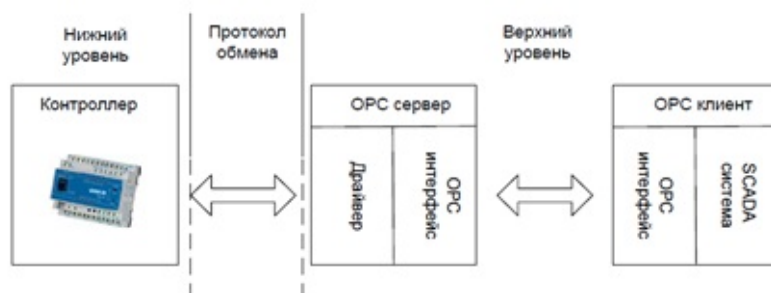 Нижний
уровень
Протокол
обмена
Верхний
уровень
Контроллер
OPC сервер
Драйвер
OPC
интерфейс
OPC клиент
OPC
интерфейс
SCADA
система